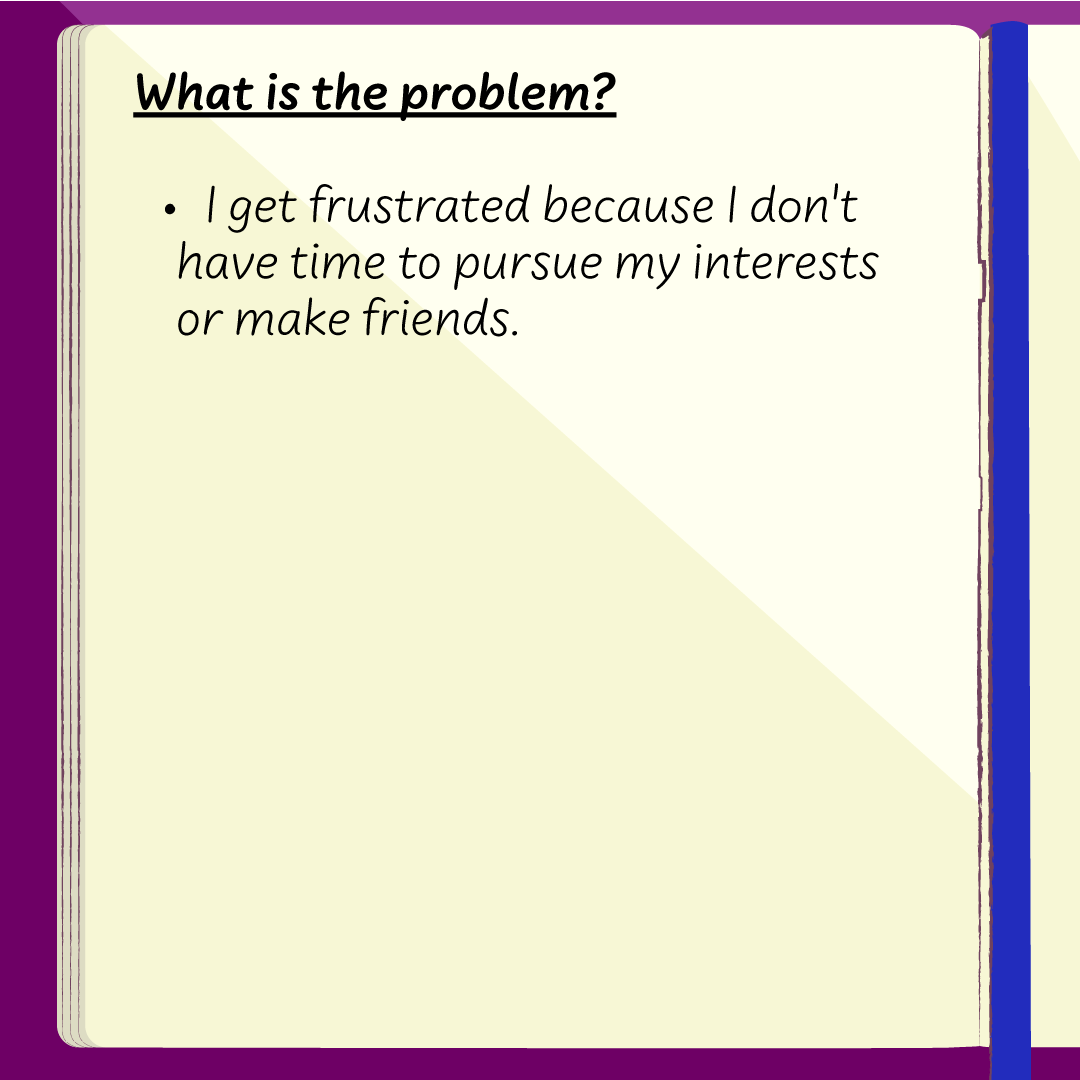 What is the problem?
• I get frustrated because I don't
have time to pursue my interests
or make friends.